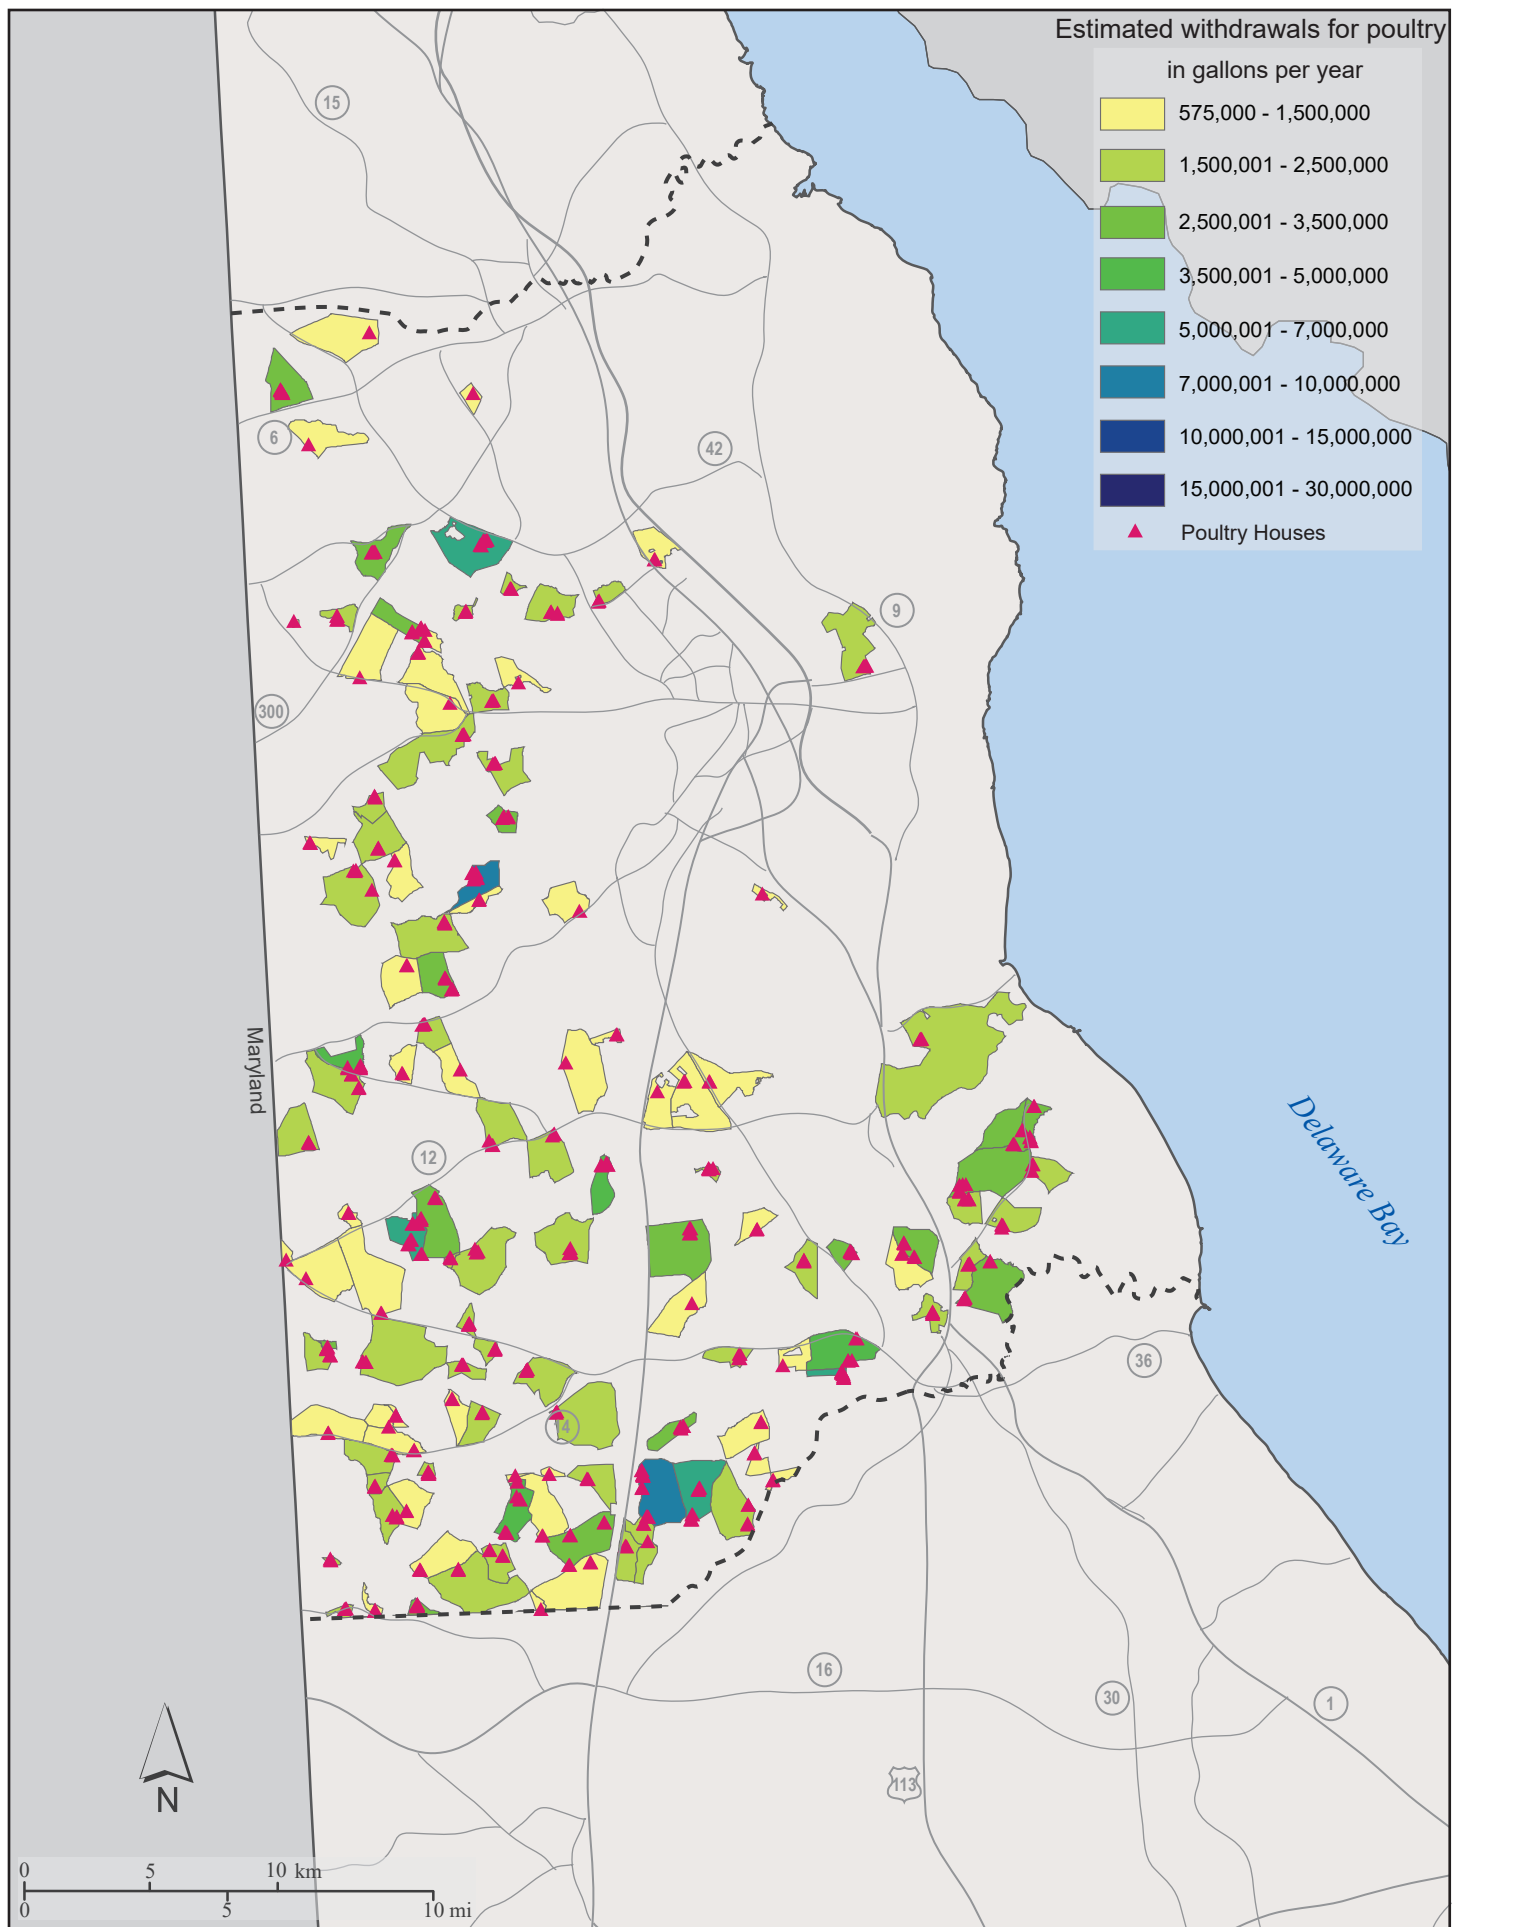 Estimated withdrawals for poultry
in gallons per year
575,000 - 1,500,000
1,500,001 - 2,500,000
2,500,001 - 3,500,000
3,500,001 - 5,000,000
5,000,001 - 7,000,000
7,000,001 - 10,000,000
10,000,001 - 15,000,000
15,000,001 - 30,000,000
Poultry Houses
15
6
42
9
300
Maryland
Delaware Bay
12
36
14
16
30
1
113
N
0 5 10 km
0 5 10 mi